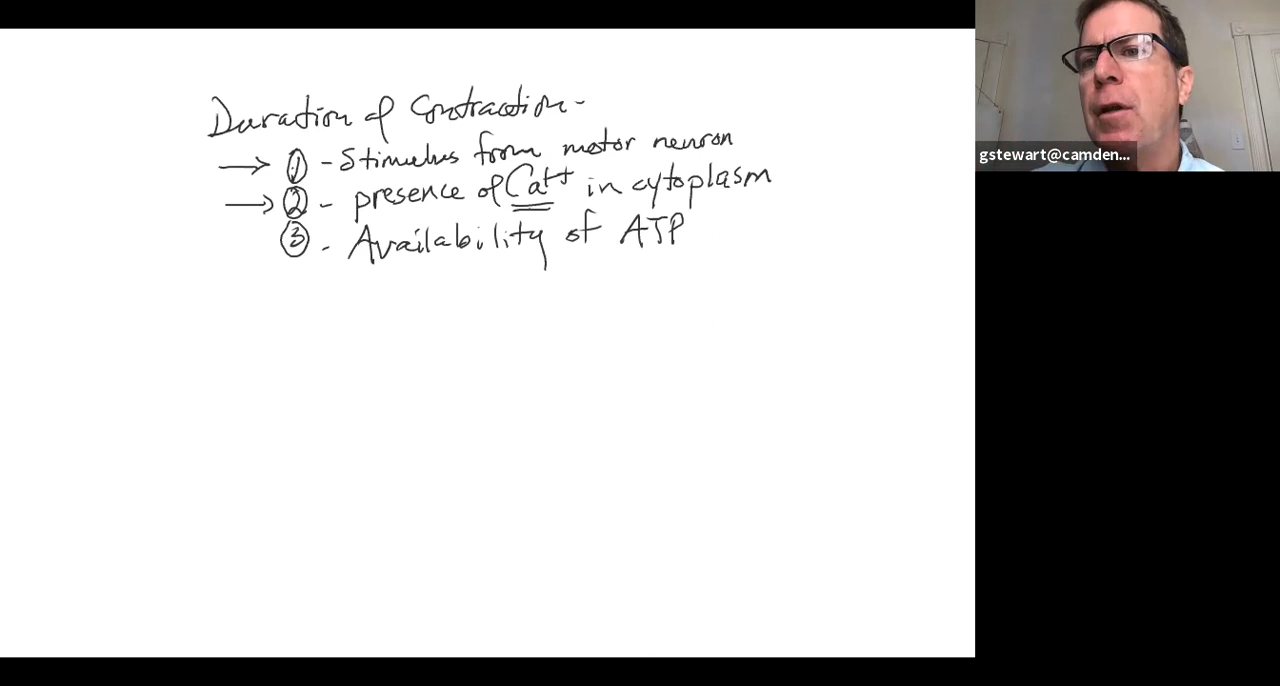 Duration of Contraction-
→ ① - Stimulus from motor neuron
→ ② - presence of Ca++ in cytoplasm
③ - Availability of ATP
gstewart@camden...